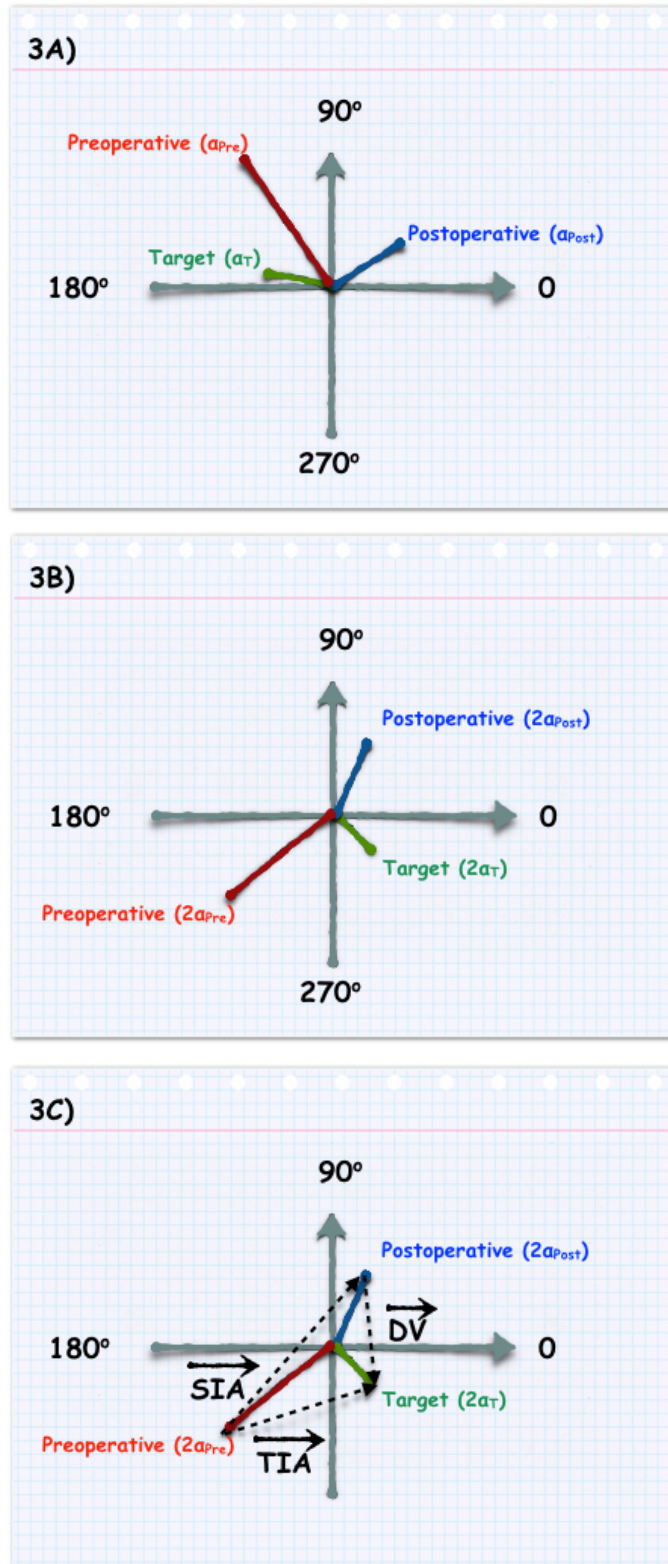 3A)
90°
Preoperative (aPre)
Postoperative (aPost)
Target (aT)
180°
0
270°
3B)
90°
Postoperative (2aPost)
180°
0
Target (2aT)
Preoperative (2aPre)
270°
3C)
90°
Postoperative (2aPost)
DV
180°
0
SIA
Target (2aT)
Preoperative (2aPre)
TIA